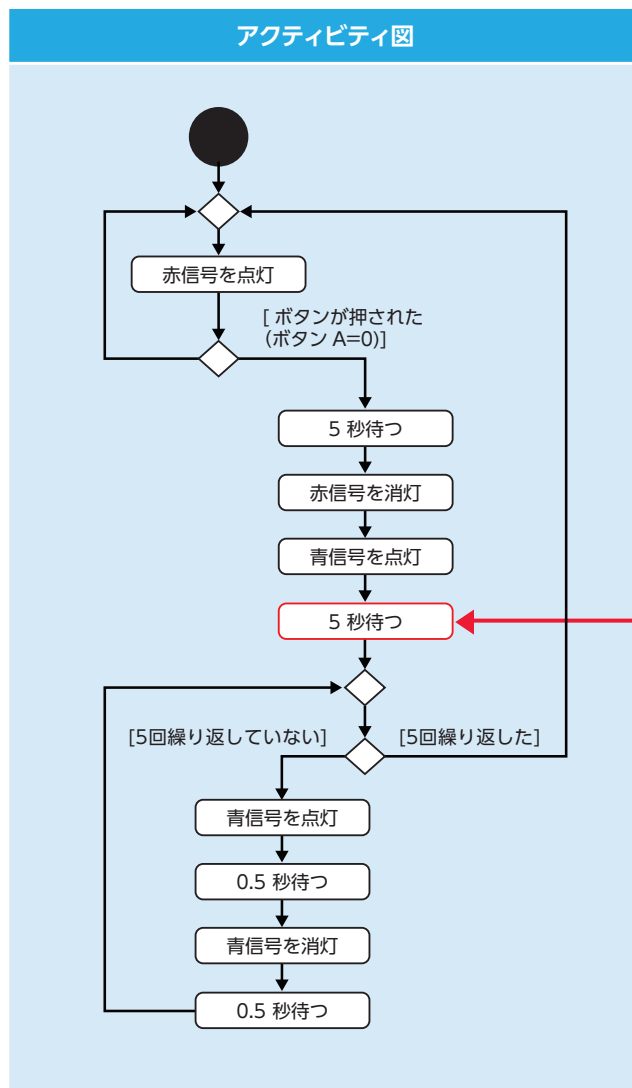 アクティビティ図
赤信号を点灯
[ ボタンが押された
（ボタン A=0)]
5 秒待つ
赤信号を消灯
青信号を点灯
5 秒待つ
[5回繰り返していない]
[5回繰り返した]
青信号を点灯
0.5 秒待つ
青信号を消灯
0.5 秒待つ